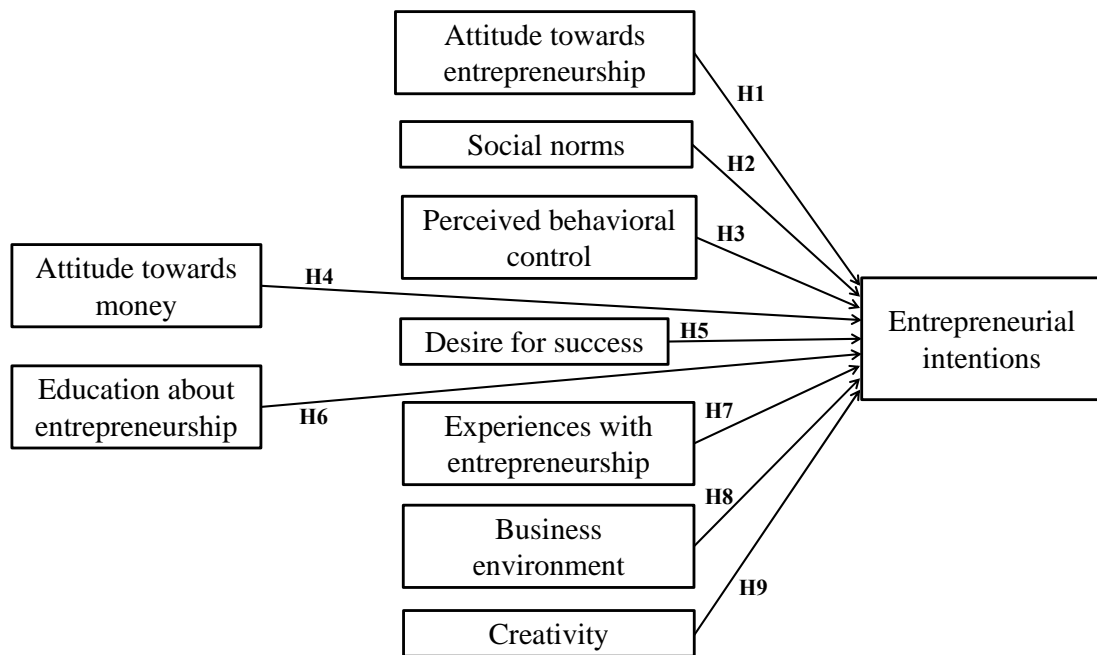 Attitude towards
entrepreneurship
H1
Social norms
H2
Perceived behavioral
control
H3
Attitude towards
money
H4
Desire for success
H5
Education about
entrepreneurship
H6
Experiences with
entrepreneurship
H7
Business
environment
H8
Creativity
H9
Entrepreneurial
intentions